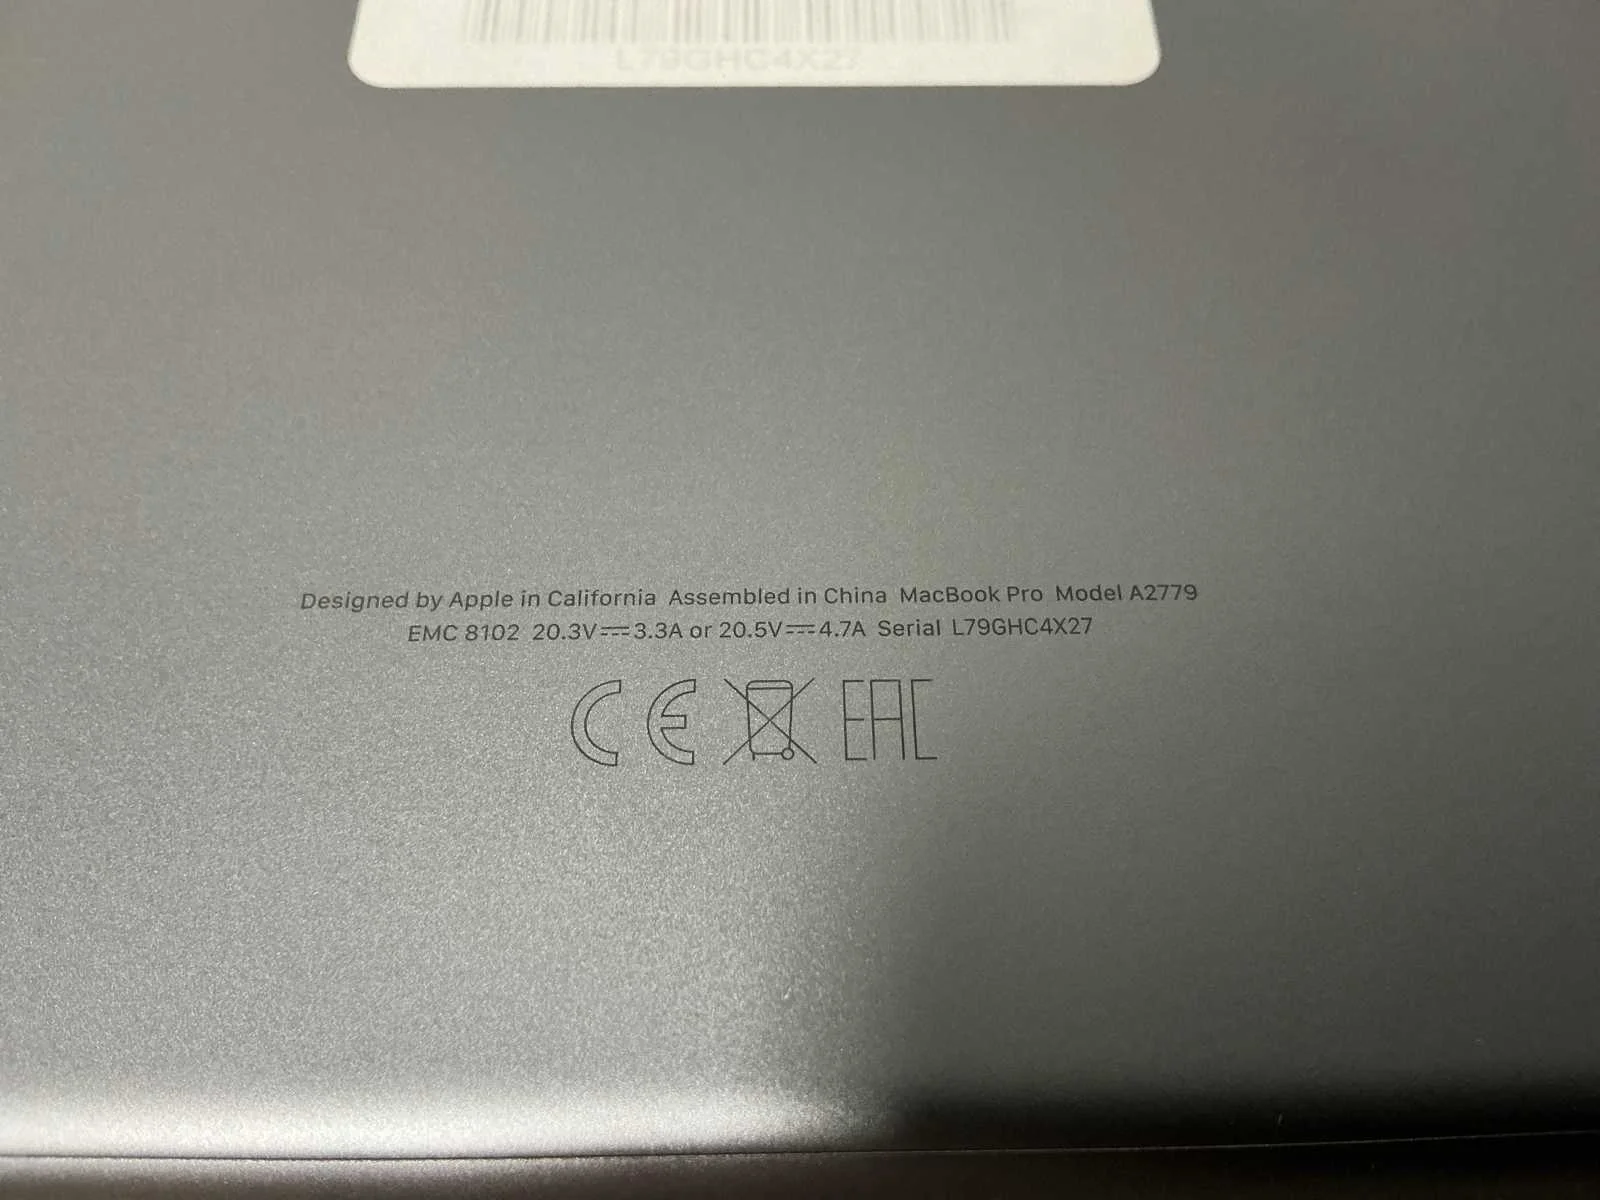 L79GHC4X27
Designed by Apple in California Assembled in China MacBook Pro Model A2779
EMC 8102 20.3V⎓3.3A or 20.5V⎓4.7A Serial L79GHC4X27
CE EAC